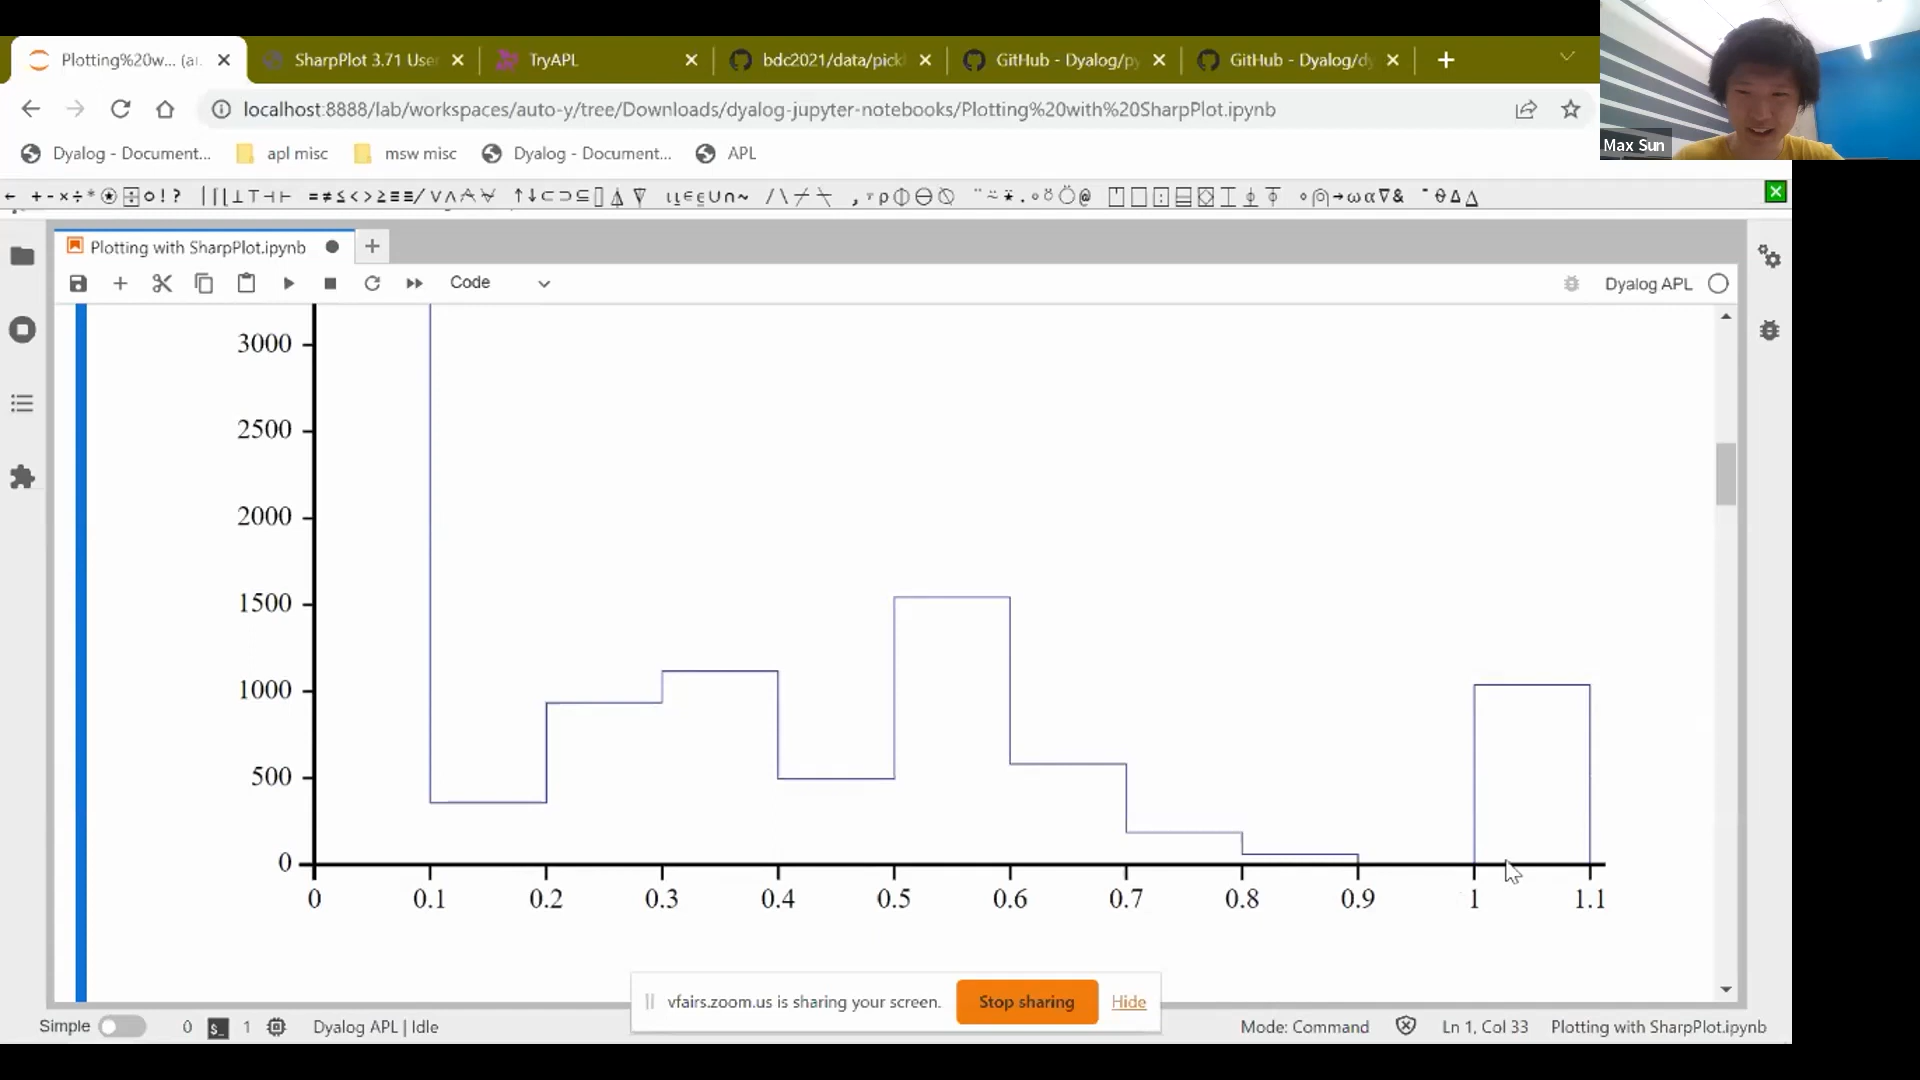 Plotting%20w... (au
SharpPlot 3.71 User
TryAPL
bdc2021/data/pickl
GitHub - Dyalog/py
GitHub - Dyalog/dy
localhost:8888/lab/workspaces/auto-y/tree/Downloads/dyalog-jupyter-notebooks/Plotting%20with%20SharpPlot.ipynb
Max Sun
Dyalog - Document...
apl misc
msw misc
Dyalog - Document...
APL
Plotting with SharpPlot.ipynb
Code
Dyalog APL
3000
2500
2000
1500
1000
500
0
0 0.1 0.2 0.3 0.4 0.5 0.6 0.7 0.8 0.9 1 1.1
vfairs.zoom.us is sharing your screen.
Stop sharing
Hide
Simple
0
1
Dyalog APL | Idle
Mode: Command
Ln 1, Col 33
Plotting with SharpPlot.ipynb